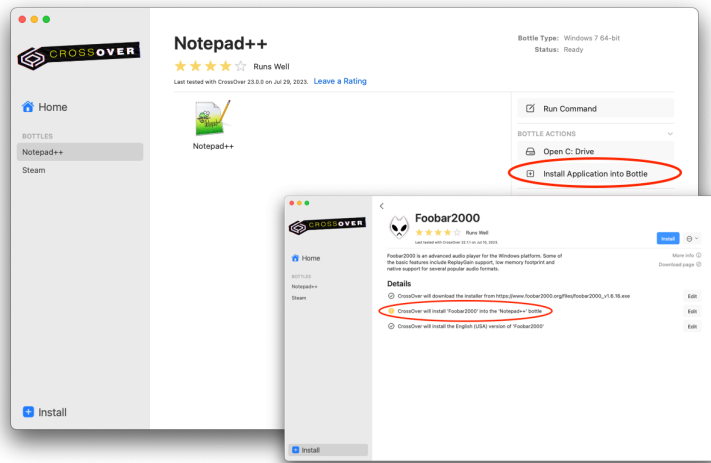 CROSSOVER
Home
BOTTLES
Notepad++
Steam
Install
Notepad++
Runs Well
Last tested with CrossOver 23.0.0 on Jul 29, 2023. Leave a Rating
Notepad++
Bottle Type: Windows 7 64-bit
Status: Ready
Run Command
BOTTLE ACTIONS
Open C: Drive
Install Application into Bottle
CROSSOVER
Home
BOTTLES
Notepad++
Steam
Install
Foobar2000
Runs Well
Install
Foobar2000 is an advanced audio player for the Windows platform. Some of
the basic features include ReplayGain support, low memory footprint and
native support for several popular audio formats.
More info
Download page
Details
CrossOver will download the installer from https://www.foobar2000.org/files/foobar2000_v1.6.16.exe
Edit
CrossOver will install 'Foobar2000' into the 'Notepad++' bottle
Edit
CrossOver will install the English (USA) version of 'Foobar2000'
Edit